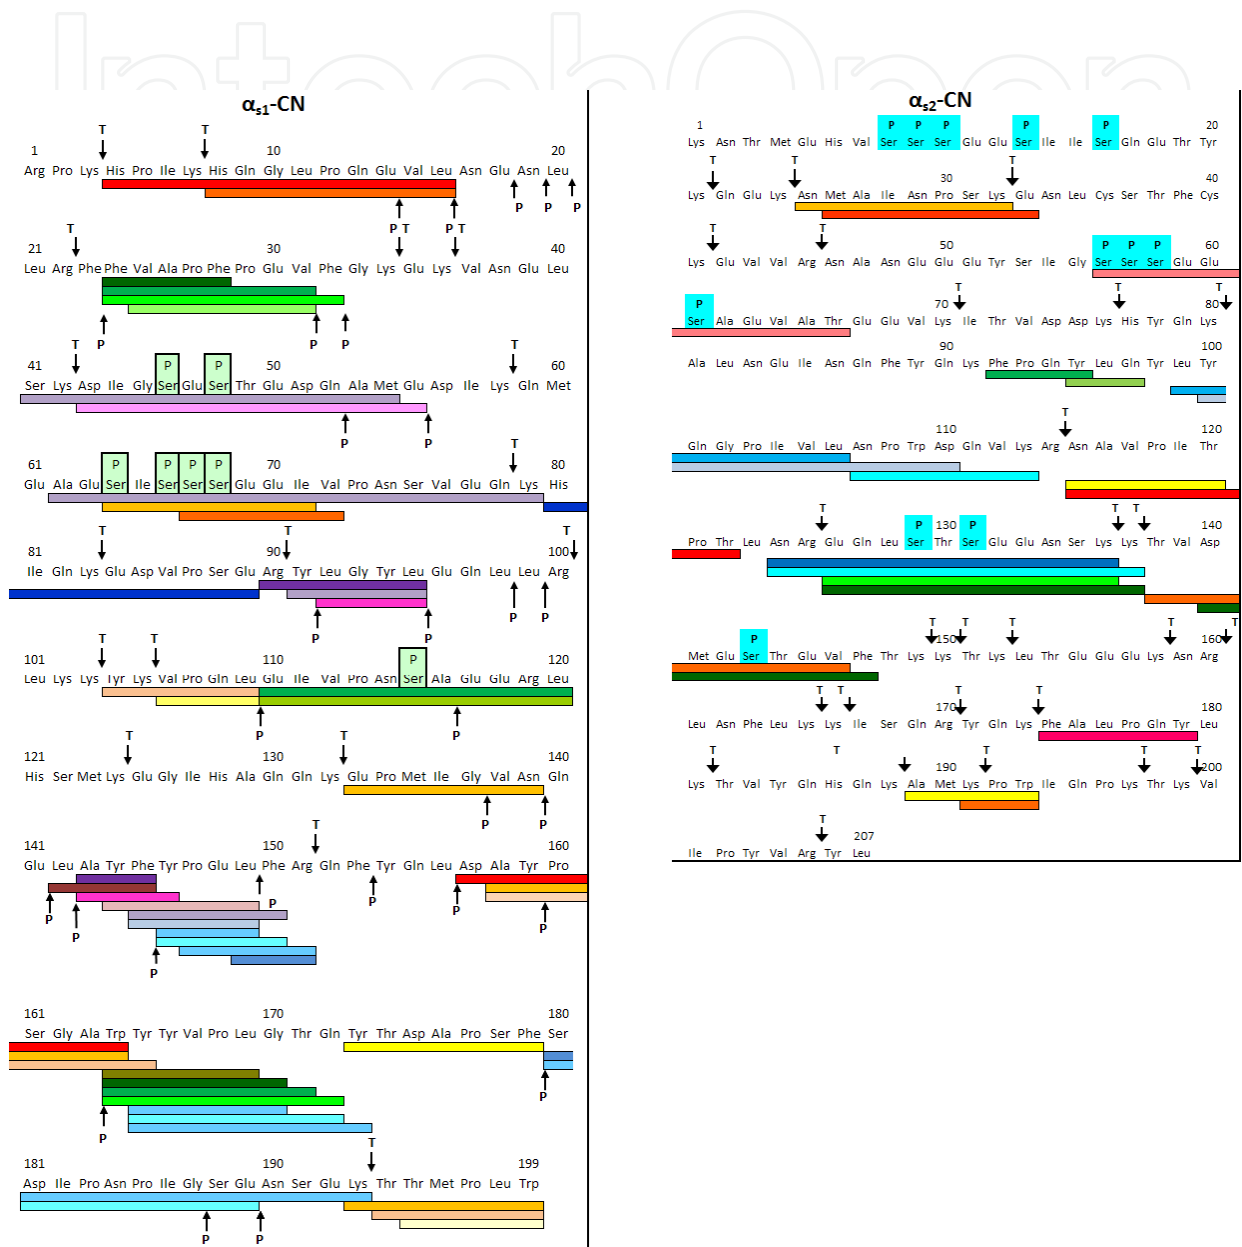 IntechOpen
αs1-CN
T T
1 10 20
Arg Pro Lys His Pro Ile Lys His Gln Gly Leu Pro Gln Glu Val Leu Asn Glu Asn Leu
P P P
T P T P T
21 30 40
Leu Arg Phe Phe Val Ala Pro Phe Pro Glu Val Phe Gly Lys Glu Lys Val Asn Glu Leu
P P P
T P P T
41 50 60
Ser Lys Asp Ile Gly Ser Glu Ser Thr Glu Asp Gln Ala Met Glu Asp Ile Lys Gln Met
P P
T
61 P P P P 70 80
Glu Ala Glu Ser Ile Ser Ser Ser Glu Glu Ile Val Pro Asn Ser Val Glu Gln Lys His
T T T
81 90 100
Ile Gln Lys Glu Asp Val Pro Ser Glu Arg Tyr Leu Gly Tyr Leu Glu Gln Leu Leu Arg
P P P P
T T
101 110 P 120
Leu Lys Lys Tyr Lys Val Pro Gln Leu Glu Ile Val Pro Asn Ser Ala Glu Glu Arg Leu
P P
T T
121 130 140
His Ser Met Lys Glu Gly Ile His Ala Gln Gln Lys Glu Pro Met Ile Gly Val Asn Gln
P P
T
141 150 160
Glu Leu Ala Tyr Phe Tyr Pro Glu Leu Phe Arg Gln Phe Tyr Gln Leu Asp Ala Tyr Pro
P P P P P P P
161 170 180
Ser Gly Ala Trp Tyr Tyr Val Pro Leu Gly Thr Gln Tyr Thr Asp Ala Pro Ser Phe Ser
P P
T
181 190 199
Asp Ile Pro Asn Pro Ile Gly Ser Glu Asn Ser Glu Lys Thr Thr Met Pro Leu Trp
P P
αs2-CN
1 P P P P P 20
Lys Asn Thr Met Glu His Val Ser Ser Ser Glu Glu Ser Ile Ile Ser Gln Glu Thr Tyr
T T T
30 40
Lys Gln Glu Lys Asn Met Ala Ile Asn Pro Ser Lys Glu Asn Leu Cys Ser Thr Phe Cys
T T
50 P P P 60
Lys Glu Val Val Arg Asn Ala Asn Glu Glu Glu Tyr Ser Ile Gly Ser Ser Ser Glu Glu
T T T
P 70 80
Ser Ala Glu Val Ala Thr Glu Glu Val Lys Ile Thr Val Asp Asp Lys His Tyr Gln Lys
90 100
Ala Leu Asn Glu Ile Asn Gln Phe Tyr Gln Lys Phe Pro Gln Tyr Leu Gln Tyr Leu Tyr
T
110 120
Gln Gly Pro Ile Val Leu Asn Pro Trp Asp Gln Val Lys Arg Asn Ala Val Pro Ile Thr
T T T
P 130 P 140
Pro Thr Leu Asn Arg Glu Gln Leu Ser Thr Ser Glu Glu Asn Ser Lys Lys Thr Val Asp
T T T T T
P 150 160
Met Glu Ser Thr Glu Val Phe Thr Lys Lys Thr Lys Leu Thr Glu Glu Glu Lys Asn Arg
T T T T
170 180
Leu Asn Phe Leu Lys Lys Ile Ser Gln Arg Tyr Gln Lys Phe Ala Leu Pro Gln Tyr Leu
T T T T T
190 200
Lys Thr Val Tyr Gln His Gln Lys Ala Met Lys Pro Trp Ile Gln Pro Lys Thr Lys Val
T
207
Ile Pro Tyr Val Arg Tyr Leu